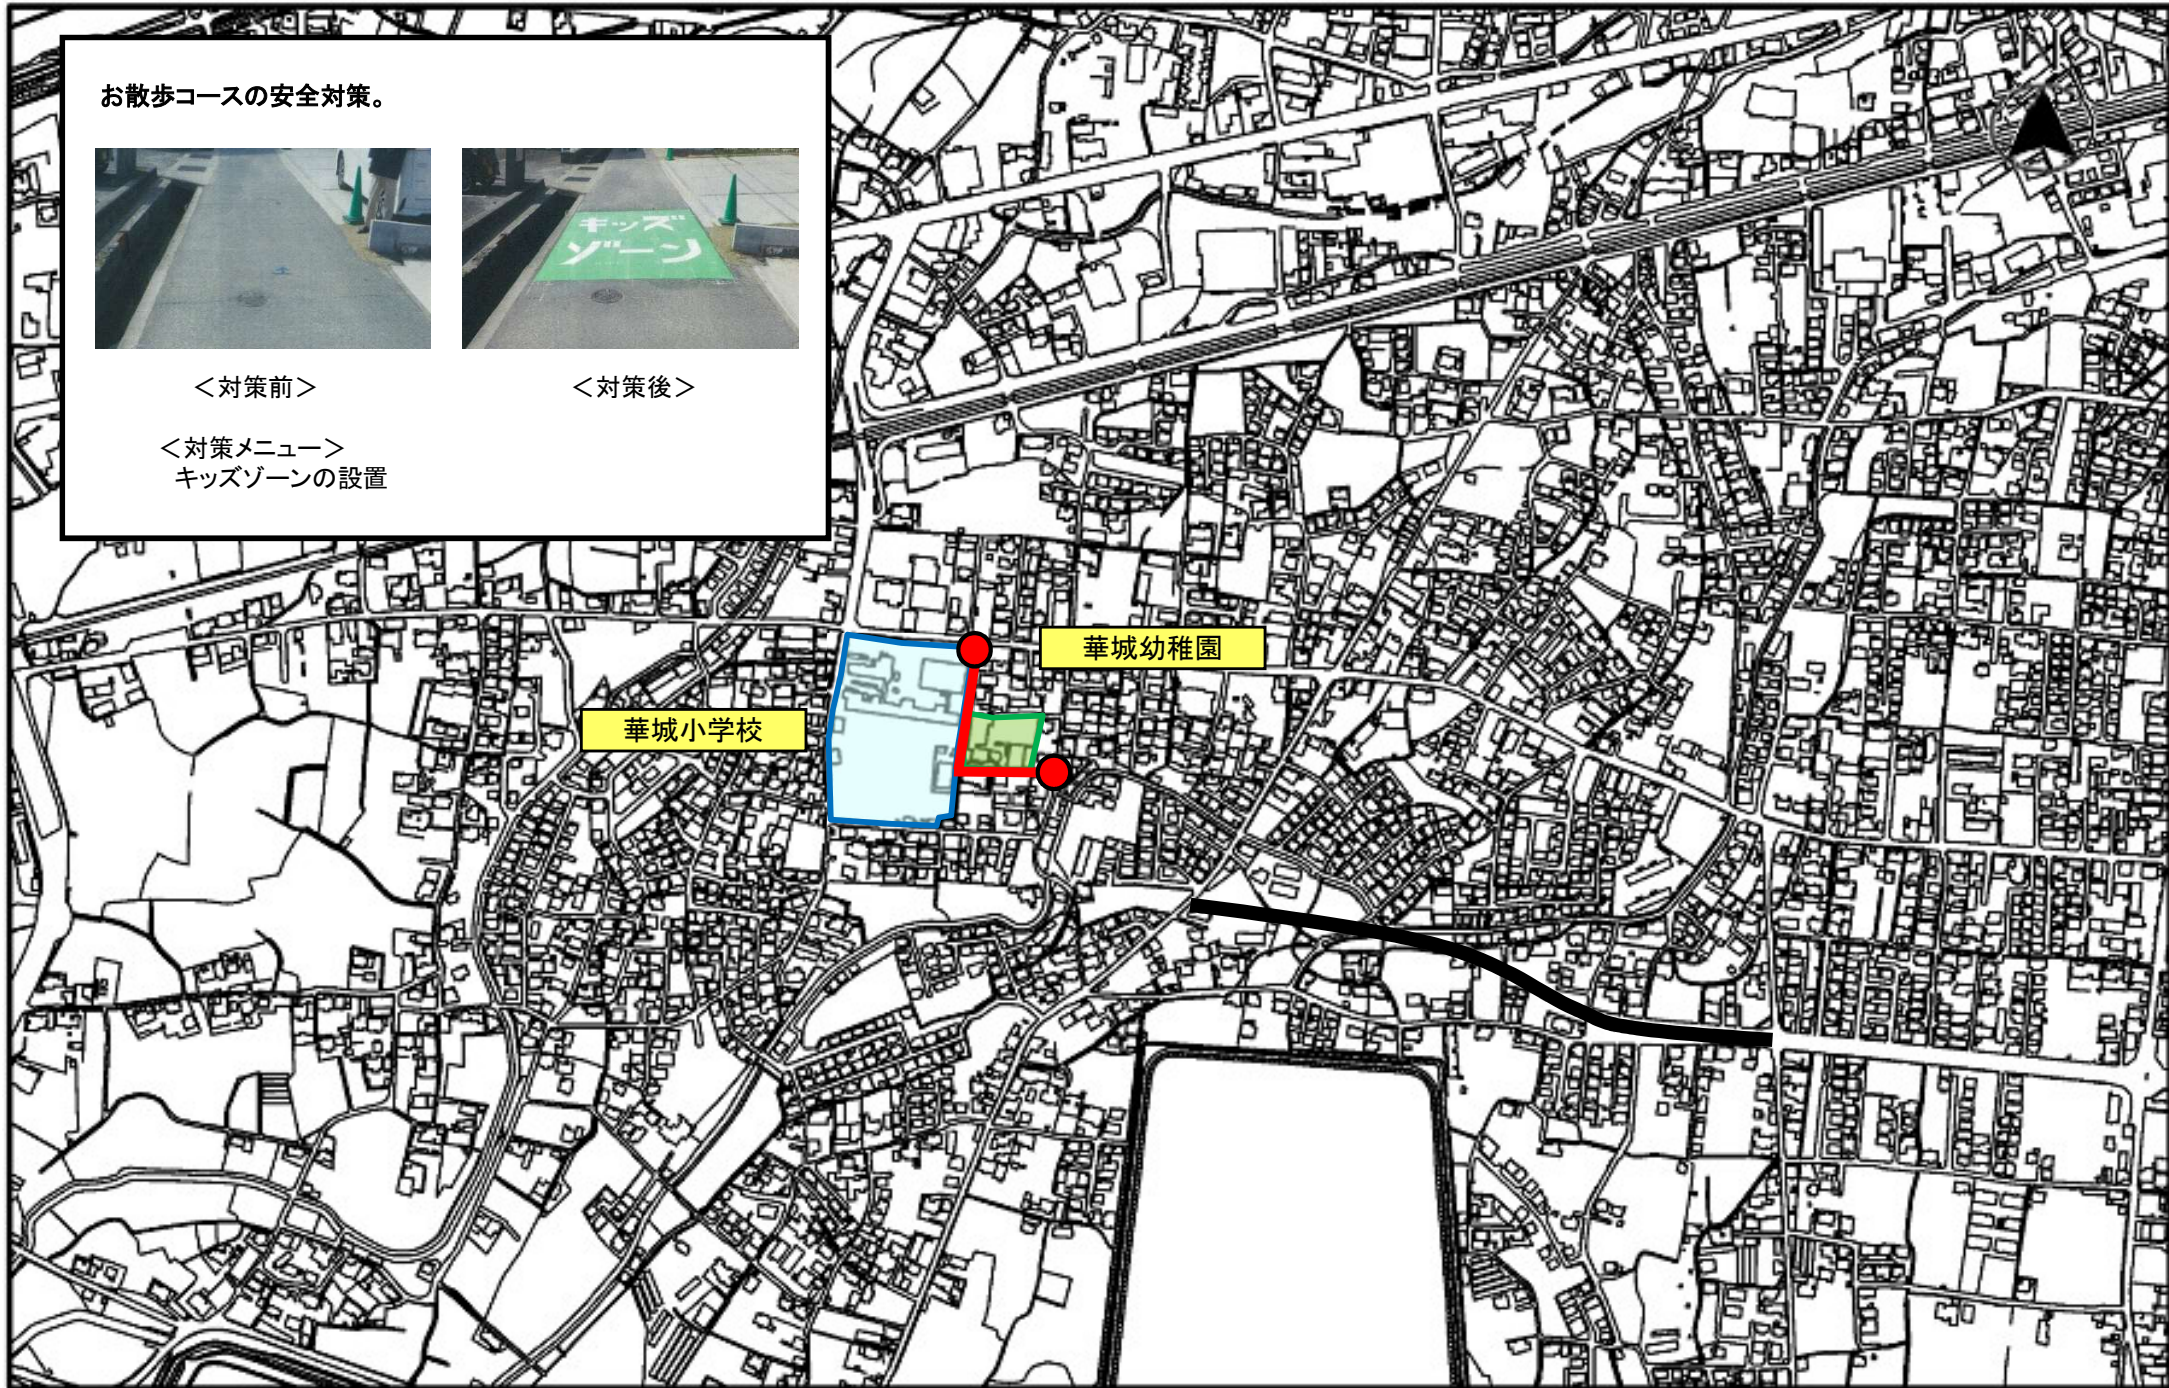 お散歩コースの安全対策。
キッズ
ゾーン
＜対策前＞
＜対策後＞
＜対策メニュー＞
キッズゾーンの設置
華城幼稚園
華城小学校